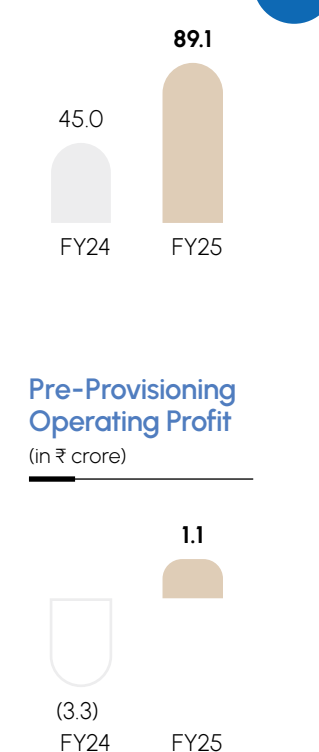 89.1
45.0
FY24 FY25
Pre-Provisioning
Operating Profit
(in ₹ crore)
1.1
(3.3)
FY24 FY25